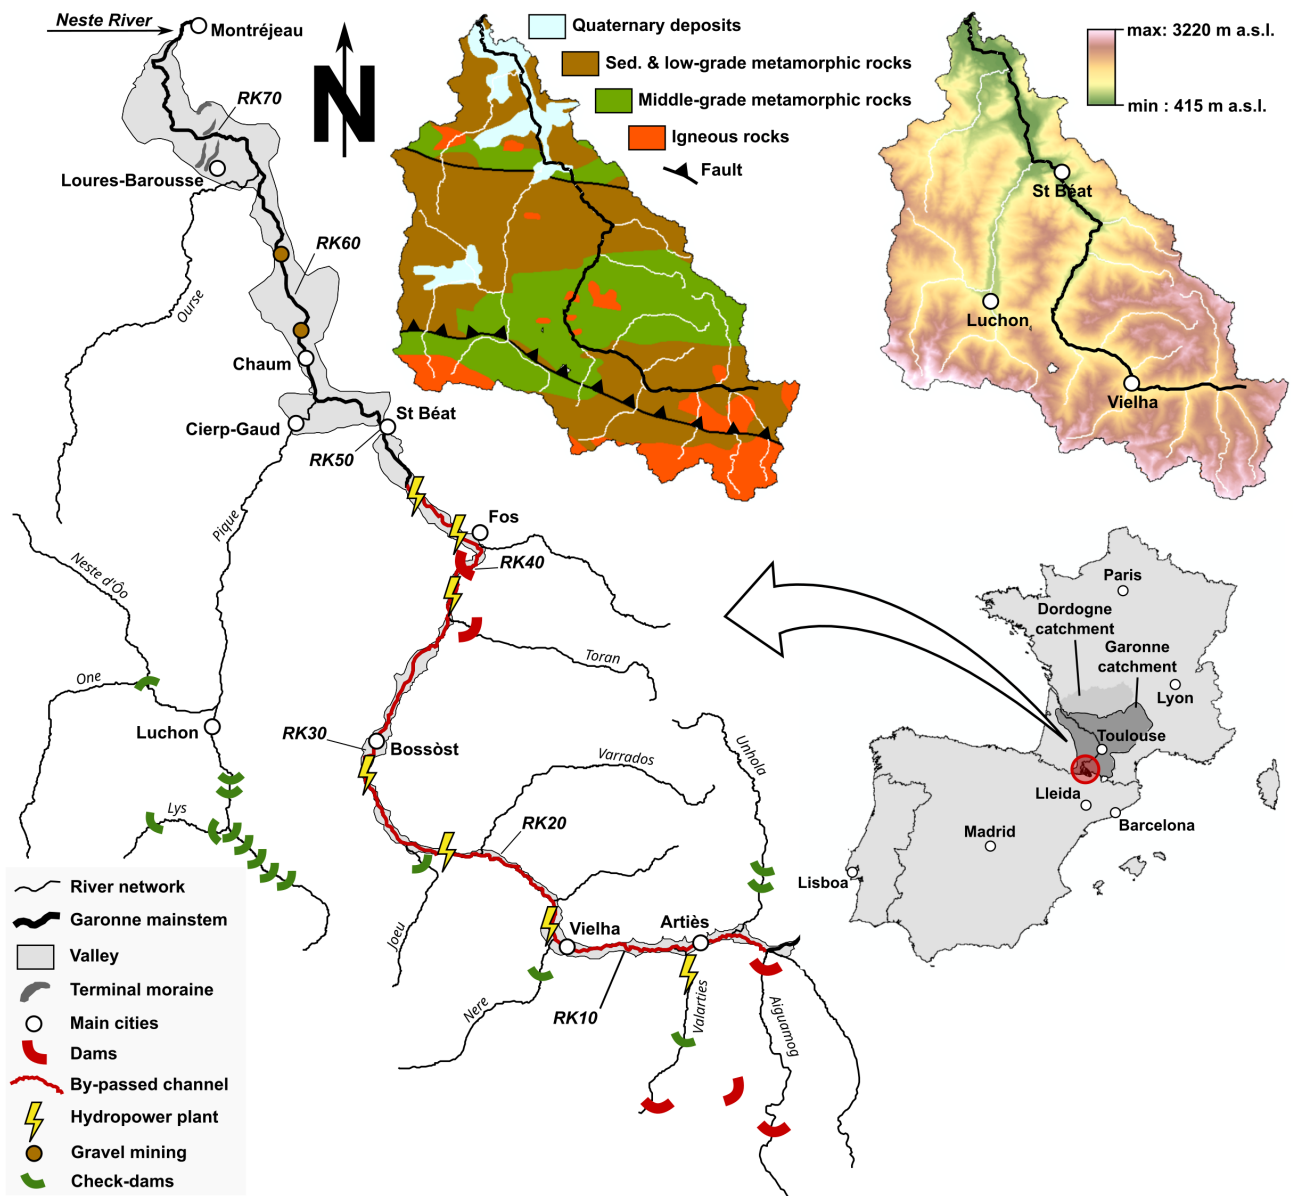 Neste River
Montréjeau
N
Quaternary deposits
Sed. & low-grade metamorphic rocks
Middle-grade metamorphic rocks
Igneous rocks
Fault
max: 3220 m a.s.l.
min : 415 m a.s.l.
St Béat
Luchon
Vielha
RK70
Loures-Barousse
RK60
Ourse
Chaum
Cierp-Gaud
St Béat
RK50
Pique
Fos
RK40
Neste d'Ôo
Toran
One
Luchon
RK30
Bossòst
Lys
Varrados
Unhola
RK20
Joeu
Vielha
Artiès
Nere
RK10
Valarties
Aiguamog
Paris
Dordogne
catchment
Garonne
catchment
Lyon
Toulouse
Lleida
Barcelona
Madrid
Lisboa
River network
Garonne mainstem
Valley
Terminal moraine
Main cities
Dams
By-passed channel
Hydropower plant
Gravel mining
Check-dams